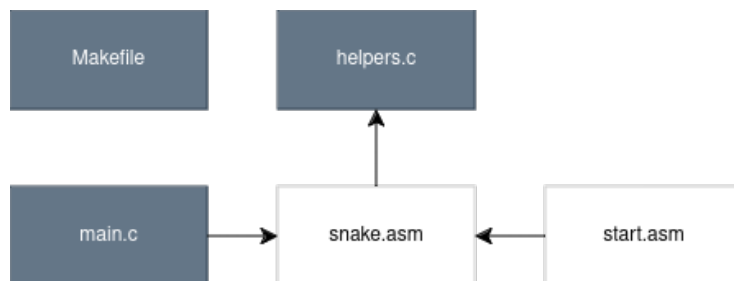 Makefile
helpers.c
main.c
snake.asm
start.asm